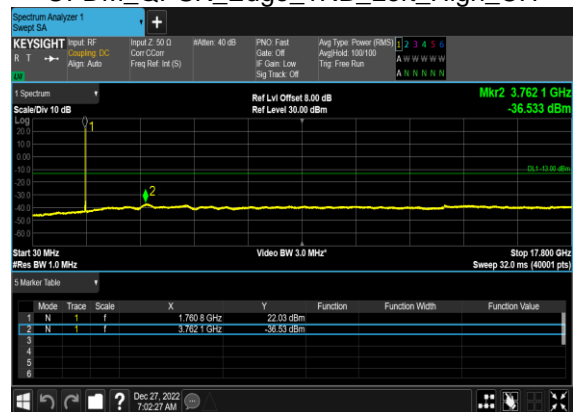 Spectrum Analyzer 1
Swept SA
KEYSIGHT Input: RF Input Z: 50 Ω #Atten: 40 dB PNO: Fast Avg Type: Power (RMS) 1 2 3 4 5 6
R T Coupling: DC Corr CCorr Gate: Off Avg|Hold: 100/100 A W W W W W
Align: Auto Freq Ref: Int (S) IF Gain: Low Trig: Free Run
LU Sig Track: Off A N N N N N
1 Spectrum Ref Lvl Offset 8.00 dB Mkr2 3.762 1 GHz
Scale/Div 10 dB Ref Level 30.00 dBm -36.533 dBm
Log
20.0 1
10.0
0.00
-10.0 DL1 -13.00 dBm
-20.0
-30.0 2
-40.0
-50.0
-60.0
Start 30 MHz Video BW 3.0 MHz* Stop 17.800 GHz
#Res BW 1.0 MHz Sweep 32.0 ms (40001 pts)
5 Marker Table
Mode Trace Scale X Y Function Function Width Function Value
1 N 1 f 1.760 8 GHz 22.03 dBm
2 N 1 f 3.762 1 GHz -36.53 dBm
3
4
5
6
? Dec 27, 2022
7:02:27 AM